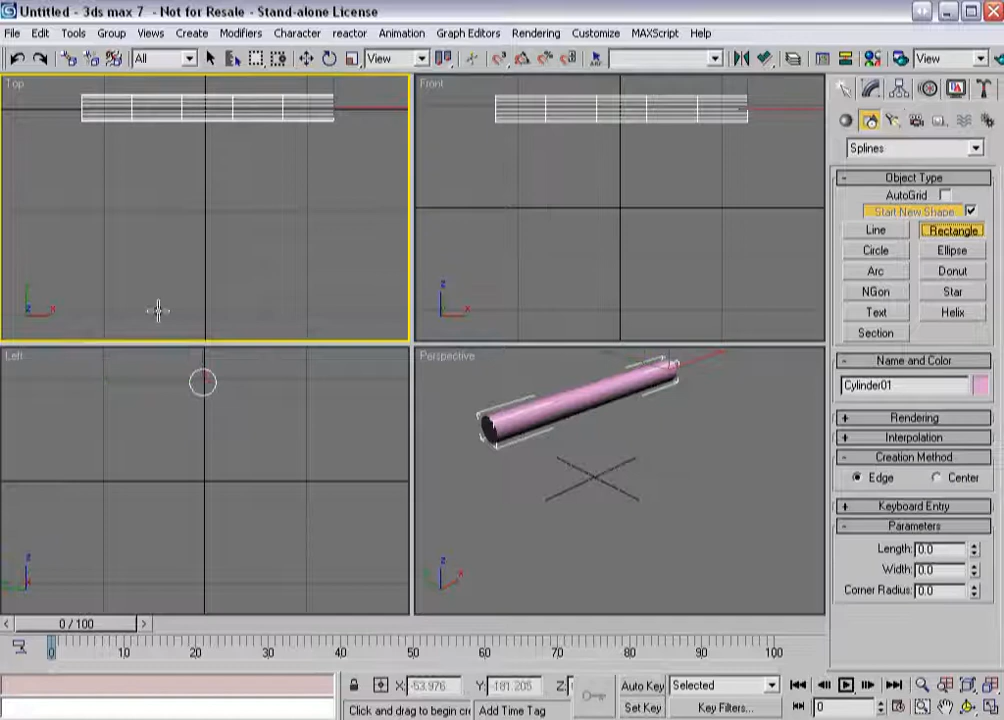 Untitled - 3ds max 7 - Not for Resale - Stand-alone License
File Edit Tools Group Views Create Modifiers Character reactor Animation Graph Editors Rendering Customize MAXScript Help
All View View
Top Front
Splines
- Object Type
AutoGrid
Start New Shape
Line Rectangle
Circle Ellipse
Arc Donut
NGon Star
Text Helix
Section
z x z x
Left Perspective
- Name and Color
Cylinder01
+ Rendering
+ Interpolation
- Creation Method
Edge Center
+ Keyboard Entry
- Parameters
Length: 0.0
Width: 0.0
Corner Radius: 0.0
z z
< 0 / 100 >
0 10 20 30 40 50 60 70 80 90 100
X: -53.976 Y: -181.205 Z: Auto Key Selected
Click and drag to begin cre Add Time Tag Set Key Key Filters... 0